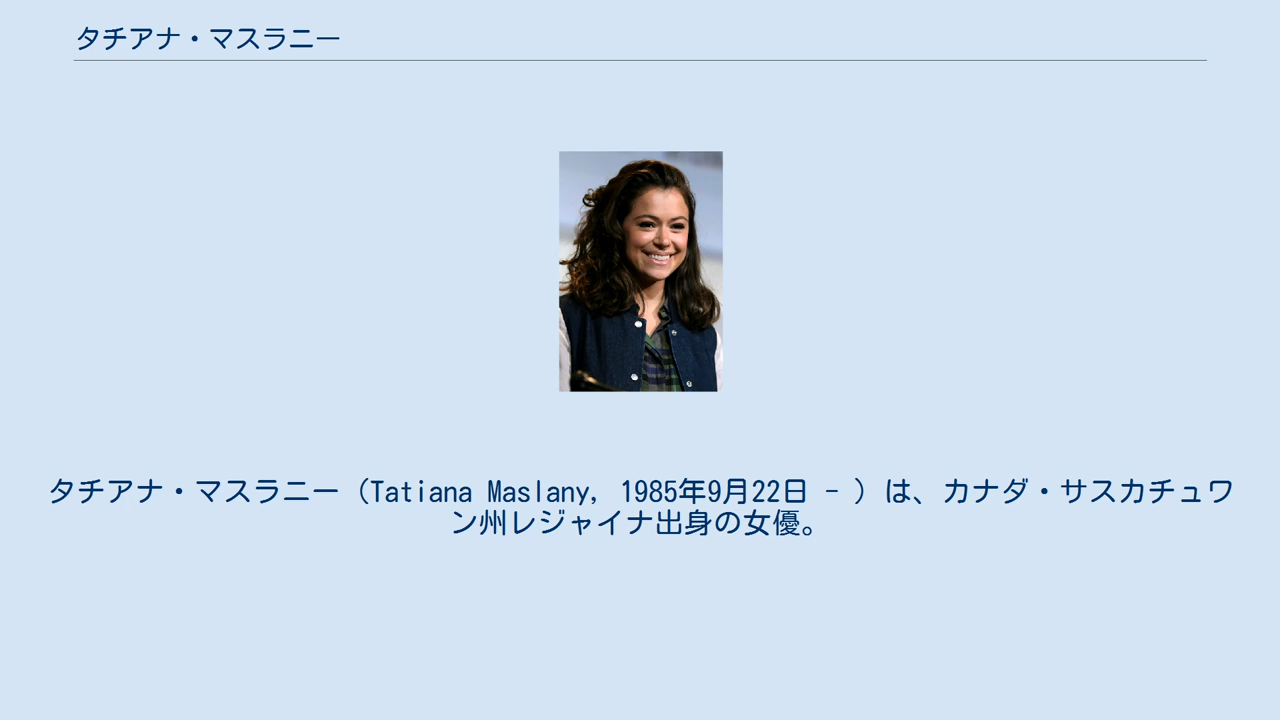 タチアナ・マスラニー
タチアナ・マスラニー（Tatiana Maslany, 1985年9月22日 - ）は、カナダ・サスカチュワ
ン州レジャイナ出身の女優。